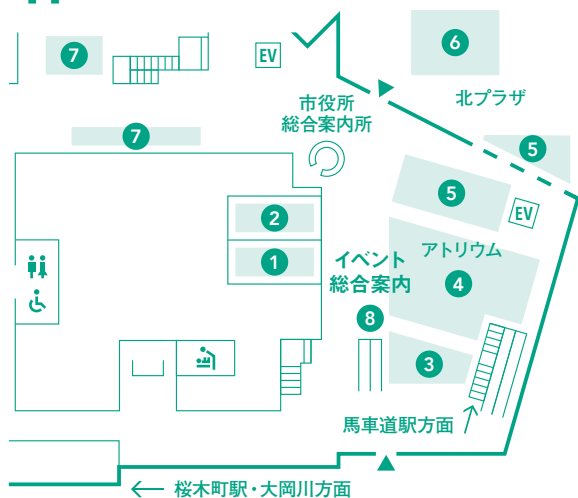 6
7
EV
北プラザ
市役所
総合案内所
7
5
5
2
EV
アトリウム
1
イベント
総合案内
4
8
3
馬車道駅方面
桜木町駅・大岡川方面